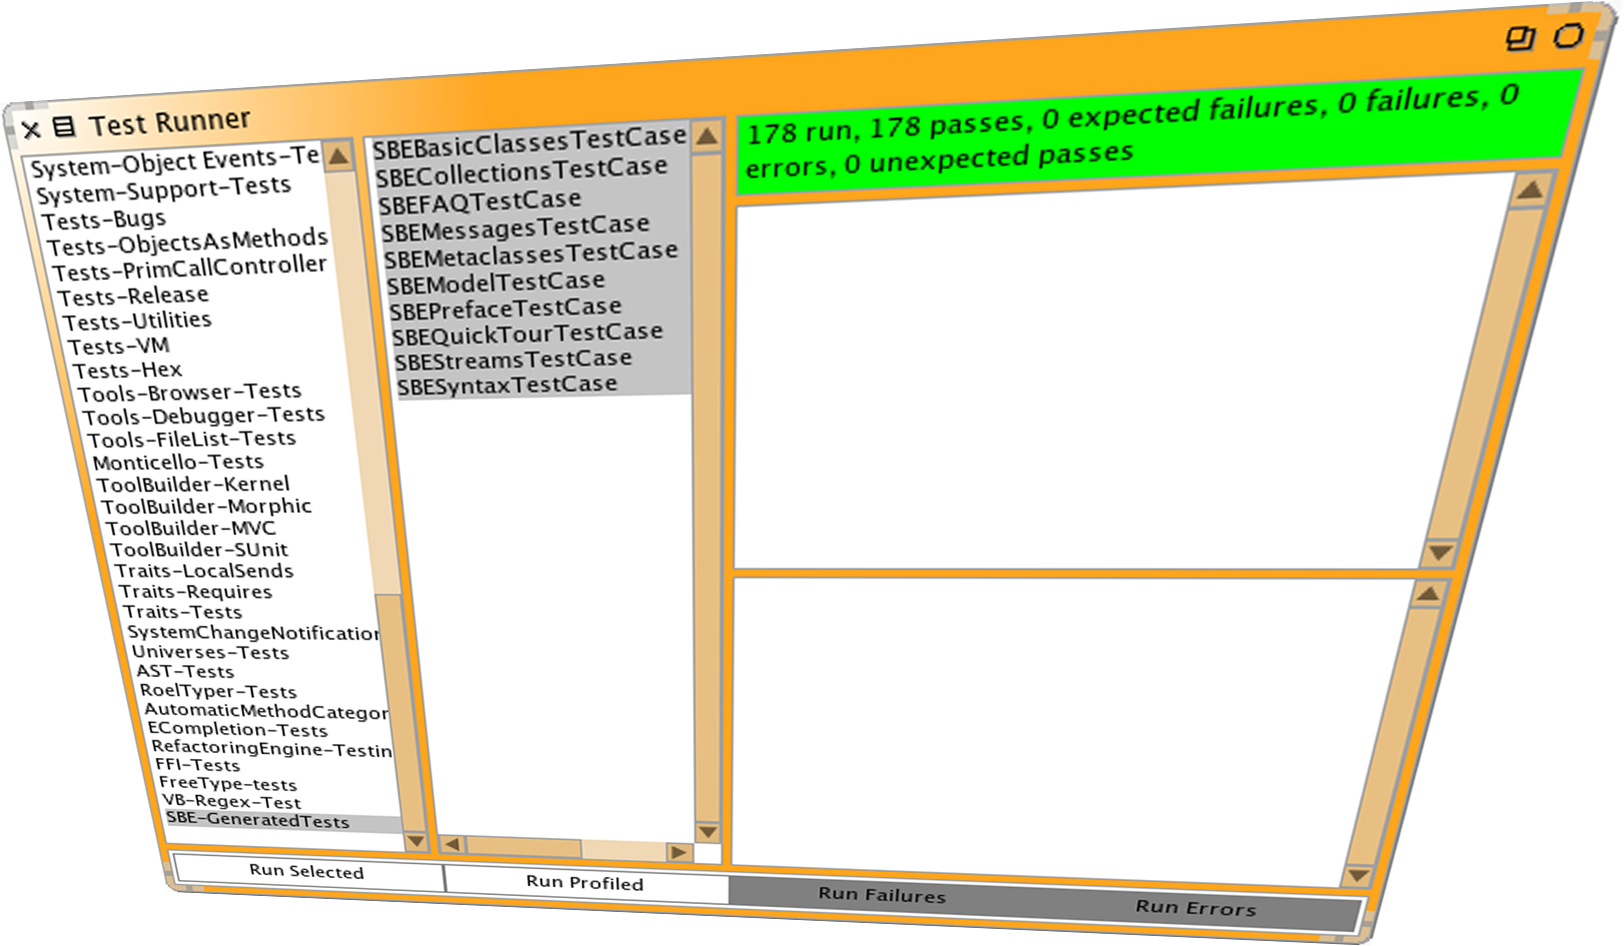 Test Runner
System-Object Events-Te
System-Support-Tests
Tests-Bugs
Tests-ObjectsAsMethods
Tests-PrimCallController
Tests-Release
Tests-Utilities
Tests-VM
Tests-Hex
Tools-Browser-Tests
Tools-Debugger-Tests
Tools-FileList-Tests
Monticello-Tests
ToolBuilder-Kernel
ToolBuilder-Morphic
ToolBuilder-MVC
ToolBuilder-SUnit
Traits-LocalSends
Traits-Requires
Traits-Tests
SystemChangeNotification
Universes-Tests
AST-Tests
RoelTyper-Tests
AutomaticMethodCategor
ECompletion-Tests
RefactoringEngine-Testin
FFI-Tests
FreeType-tests
VB-Regex-Test
SBE-GeneratedTests
SBEBasicClassesTestCase
SBECollectionsTestCase
SBEFAQTestCase
SBEMessagesTestCase
SBEMetaclassesTestCase
SBEModelTestCase
SBEPrefaceTestCase
SBEQuickTourTestCase
SBEStreamsTestCase
SBESyntaxTestCase
178 run, 178 passes, 0 expected failures, 0 failures, 0
errors, 0 unexpected passes
Run Selected
Run Profiled
Run Failures
Run Errors